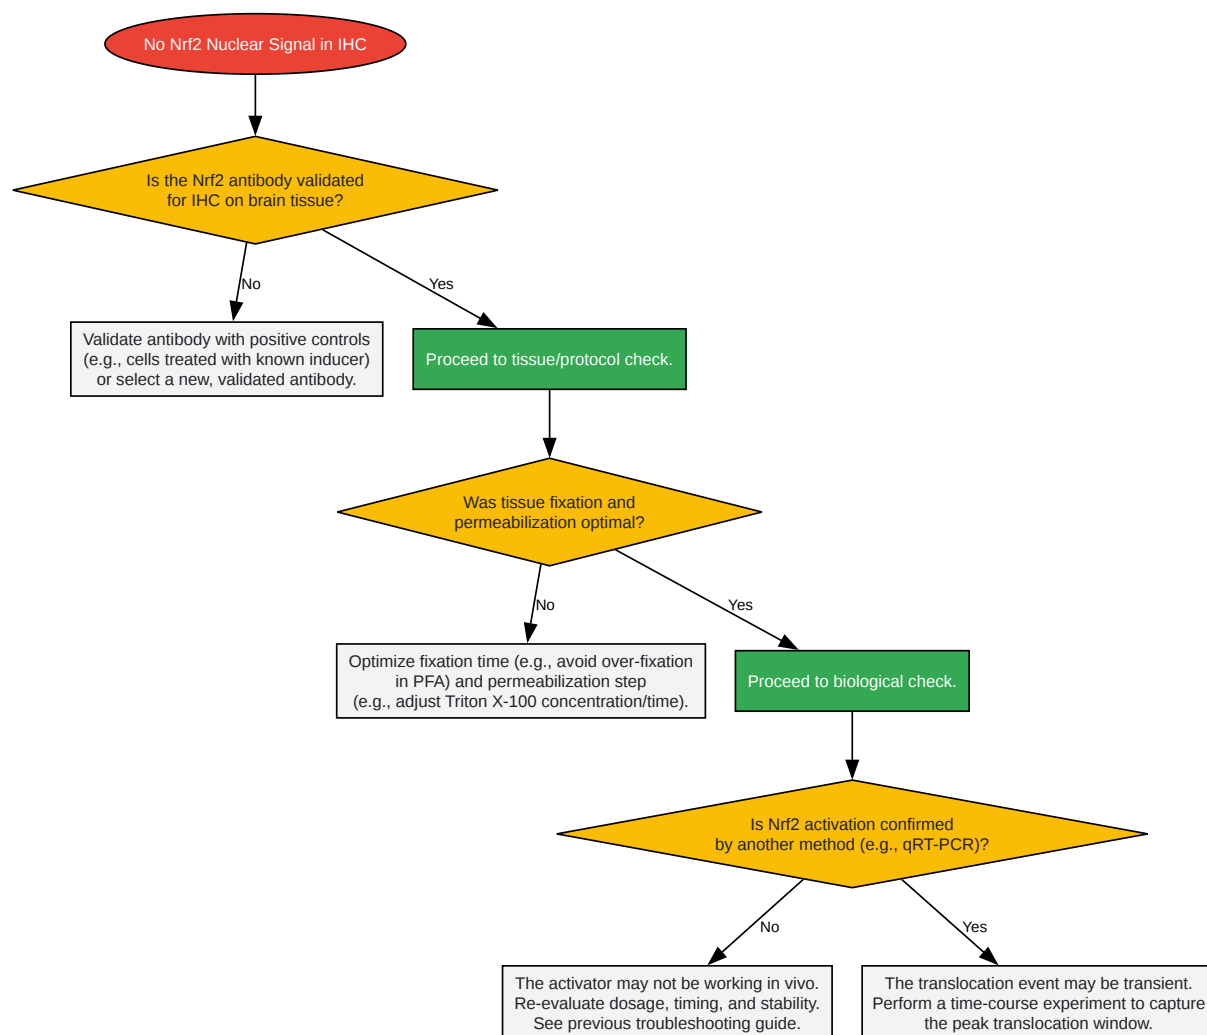 No Nrf2 Nuclear Signal in IHC
Is the Nrf2 antibody validated
for IHC on brain tissue?
No
Yes
Validate antibody with positive controls
(e.g., cells treated with known inducer)
or select a new, validated antibody.
Proceed to tissue/protocol check.
Was tissue fixation and
permeabilization optimal?
No
Yes
Optimize fixation time (e.g., avoid over-fixation
in PFA) and permeabilization step
(e.g., adjust Triton X-100 concentration/time).
Proceed to biological check.
Is Nrf2 activation confirmed
by another method (e.g., qRT-PCR)?
No
Yes
The activator may not be working in vivo.
Re-evaluate dosage, timing, and stability.
See previous troubleshooting guide.
The translocation event may be transient.
Perform a time-course experiment to capture
the peak translocation window.